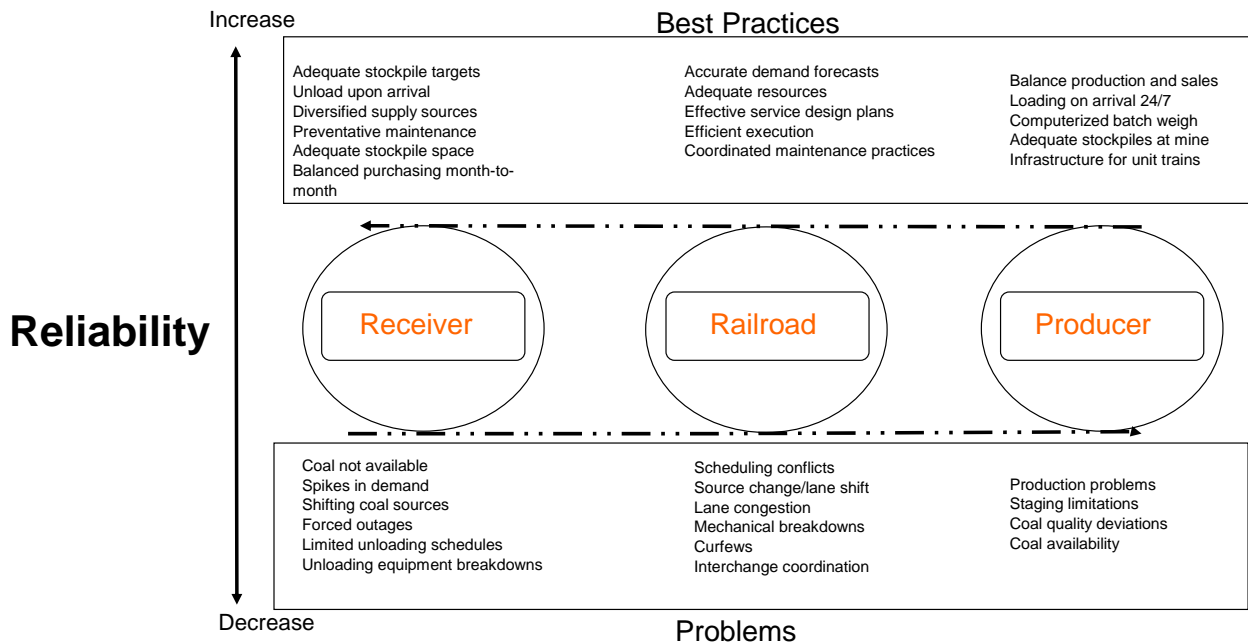 Increase
Best Practices
Adequate stockpile targets
Unload upon arrival
Diversified supply sources
Preventative maintenance
Adequate stockpile space
Balanced purchasing month-to-
month
Accurate demand forecasts
Adequate resources
Effective service design plans
Efficient execution
Coordinated maintenance practices
Balance production and sales
Loading on arrival 24/7
Computerized batch weigh
Adequate stockpiles at mine
Infrastructure for unit trains
Reliability
Receiver
Railroad
Producer
Coal not available
Spikes in demand
Shifting coal sources
Forced outages
Limited unloading schedules
Unloading equipment breakdowns
Scheduling conflicts
Source change/lane shift
Lane congestion
Mechanical breakdowns
Curfews
Interchange coordination
Production problems
Staging limitations
Coal quality deviations
Coal availability
Decrease
Problems